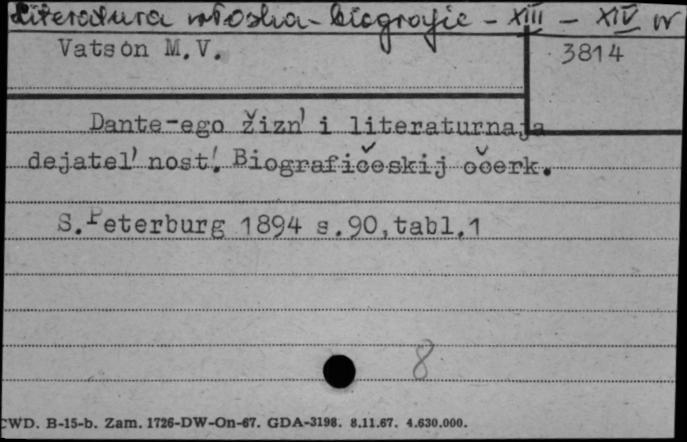 Literatura włoska - biografie - XIII - XIV w
Vatson M.V.
3814
Dante-ego žizn' i literaturnaja
dejatel'nost'. Biografičeskij očerk.
S.Peterburg 1894 s.90,tabl.1
8
CWD. B-15-b. Zam. 1726-DW-On-67. GDA-3198. 8.11.67. 4.630.000.